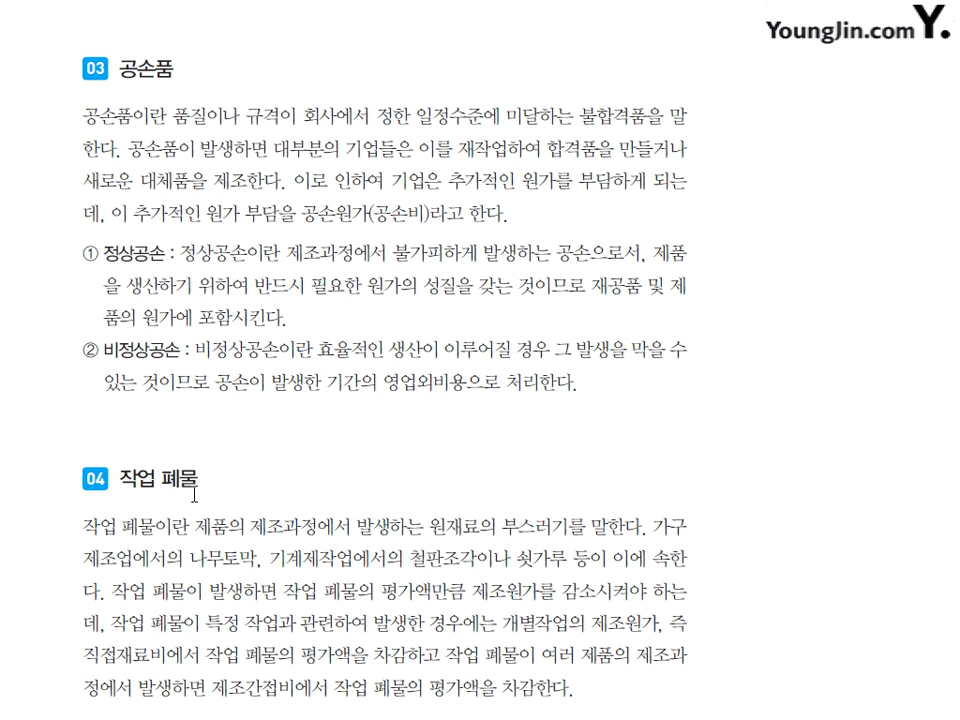 YoungJin.com Y.
03 공손품
공손품이란 품질이나 규격이 회사에서 정한 일정수준에 미달하는 불합격품을 말
한다. 공손품이 발생하면 대부분의 기업들은 이를 재작업하여 합격품을 만들거나
새로운 대체품을 제조한다. 이로 인하여 기업은 추가적인 원가를 부담하게 되는
데, 이 추가적인 원가 부담을 공손원가(공손비)라고 한다.
① 정상공손 : 정상공손이란 제조과정에서 불가피하게 발생하는 공손으로서, 제품
을 생산하기 위하여 반드시 필요한 원가의 성질을 갖는 것이므로 재공품 및 제
품의 원가에 포함시킨다.
② 비정상공손 : 비정상공손이란 효율적인 생산이 이루어질 경우 그 발생을 막을 수
있는 것이므로 공손이 발생한 기간의 영업외비용으로 처리한다.
04 작업 폐물
작업 폐물이란 제품의 제조과정에서 발생하는 원재료의 부스러기를 말한다. 가구
제조업에서의 나무토막, 기계제작업에서의 철판조각이나 쇳가루 등이 이에 속한
다. 작업 폐물이 발생하면 작업 폐물의 평가액만큼 제조원가를 감소시켜야 하는
데, 작업 폐물이 특정 작업과 관련하여 발생한 경우에는 개별작업의 제조원가, 즉
직접재료비에서 작업 폐물의 평가액을 차감하고 작업 폐물이 여러 제품의 제조과
정에서 발생하면 제조간접비에서 작업 폐물의 평가액을 차감한다.